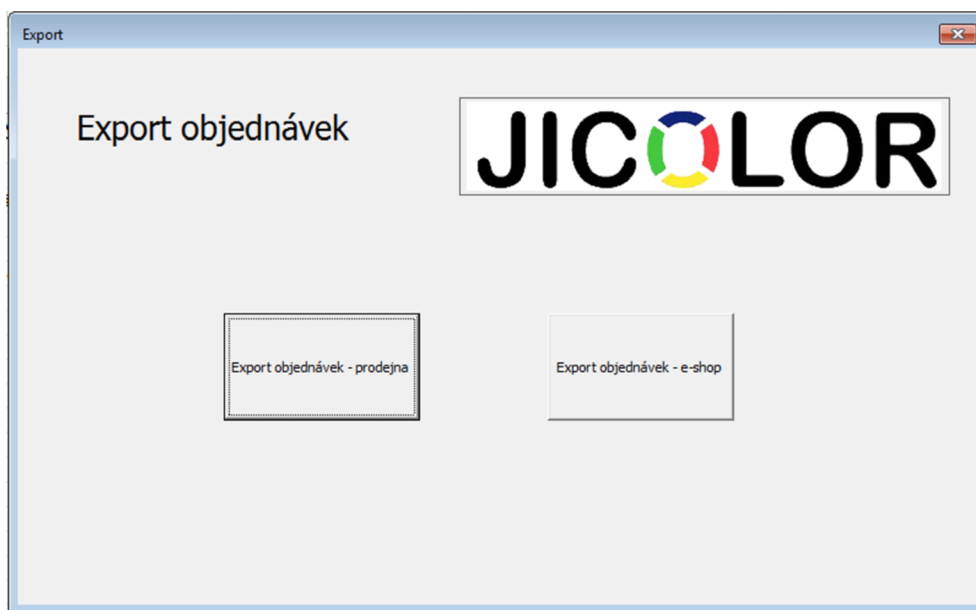 Export
Export objednávek
JICOLOR
Export objednávek - prodejna
Export objednávek - e-shop